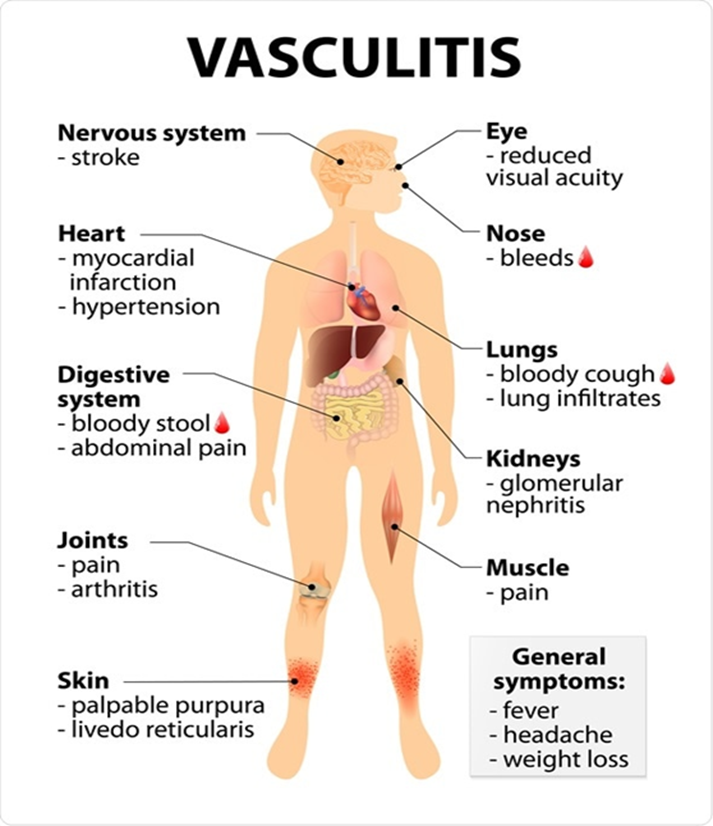 VASCULITIS
Nervous system
- stroke
Heart
- myocardial
infarction
- hypertension
Digestive
system
- bloody stool
- abdominal pain
Joints
- pain
- arthritis
Skin
- palpable purpura
- livedo reticularis
Eye
- reduced
visual acuity
Nose
- bleeds
Lungs
- bloody cough
- lung infiltrates
Kidneys
- glomerular
nephritis
Muscle
- pain
General
symptoms:
- fever
- headache
- weight loss